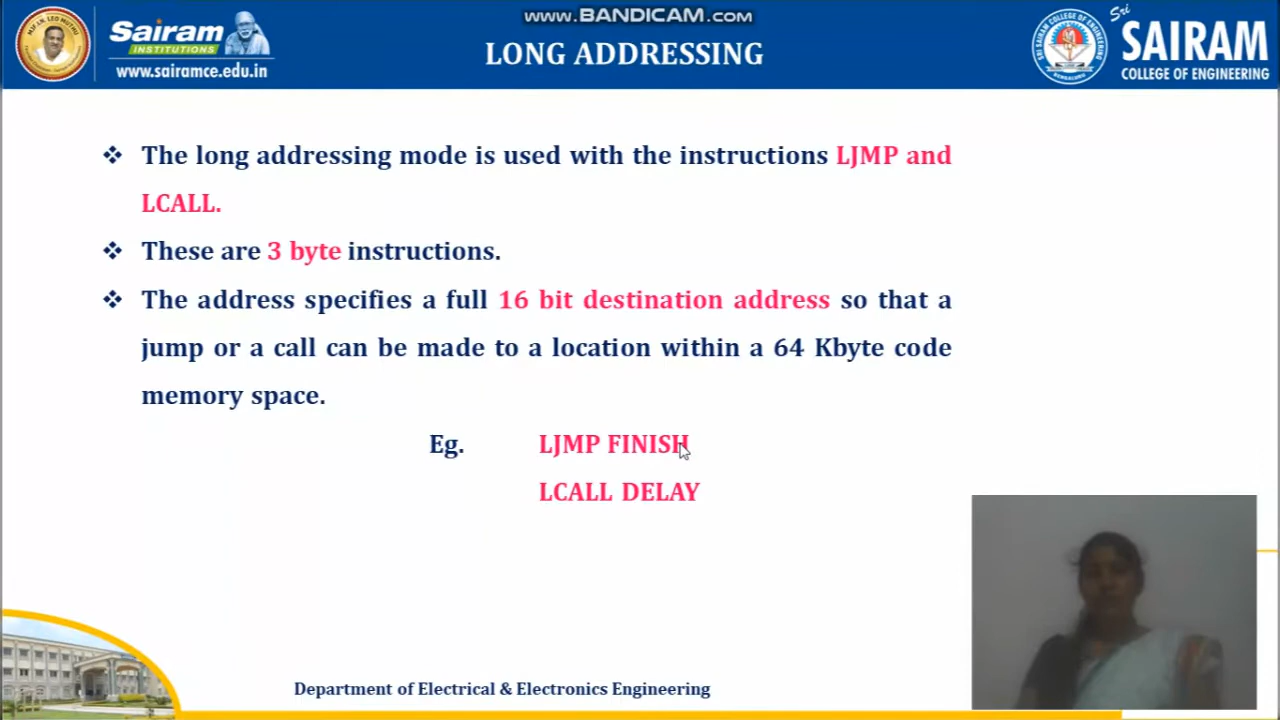 www.BANDICAM.com
Sairam
INSTITUTIONS
www.sairamce.edu.in
LONG ADDRESSING
Sri
SAIRAM
COLLEGE OF ENGINEERING
❖ The long addressing mode is used with the instructions LJMP and
LCALL.
❖ These are 3 byte instructions.
❖ The address specifies a full 16 bit destination address so that a
jump or a call can be made to a location within a 64 Kbyte code
memory space.
Eg. LJMP FINISH
LCALL DELAY
Department of Electrical & Electronics Engineering